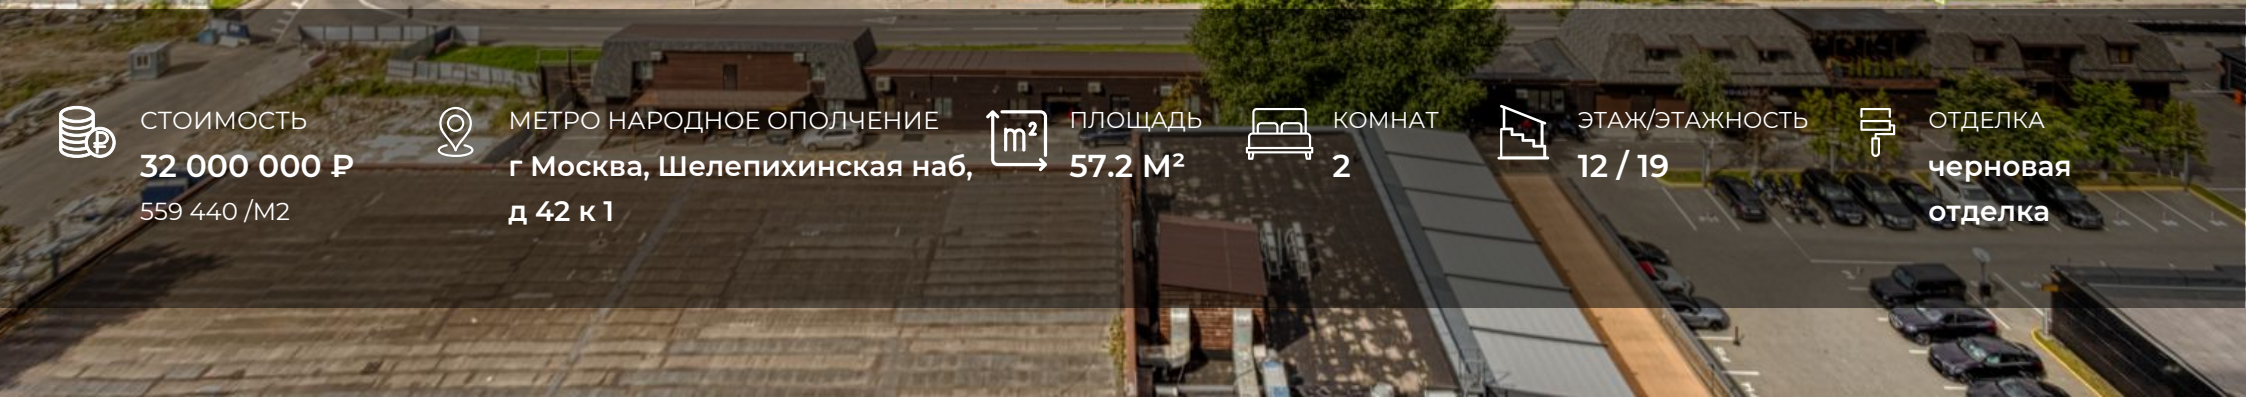 СТОИМОСТЬ
32 000 000 ₽
559 440 /М2
МЕТРО НАРОДНОЕ ОПОЛЧЕНИЕ
г Москва, Шелепихинская наб,
д 42 к 1
m²
ПЛОЩАДЬ
57.2 М²
КОМНАТ
2
ЭТАЖ/ЭТАЖНОСТЬ
12 / 19
ОТДЕЛКА
черновая
отделка